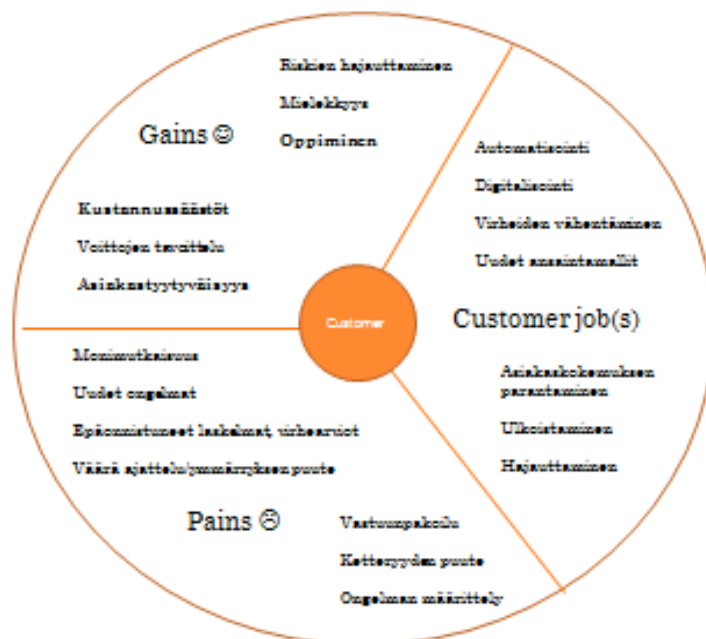 Riskien hajauttaminen
Mielekkyys
Oppiminen
Gains ☺
Kustannussäästöt
Voittojen tavoittelu
Asiakastyytyväisyys
Automatisointi
Digitalisointi
Virheiden vähentäminen
Uudet ansaintamallit
Customer job(s)
Asiakaskokemuksen
parantaminen
Ulkoistaminen
Hajauttaminen
Customer
Monimutkaisuus
Uudet ongelmat
Epäonnistuneet laskelmat, virhearviot
Väärä ajattelu/ymmärryksen puute
Pains ☹
Vastuunpakoilu
Ketteryyden puute
Ongelman määrittely